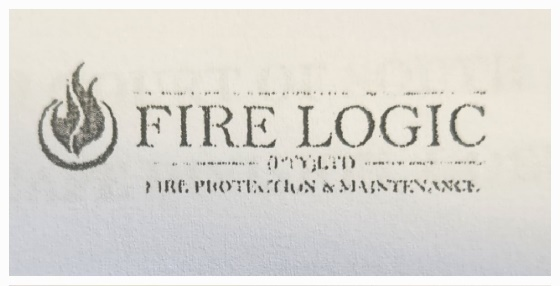 FIRE LOGIC
(PTY)LTD
FIRE PROTECTION & MAINTENANCE